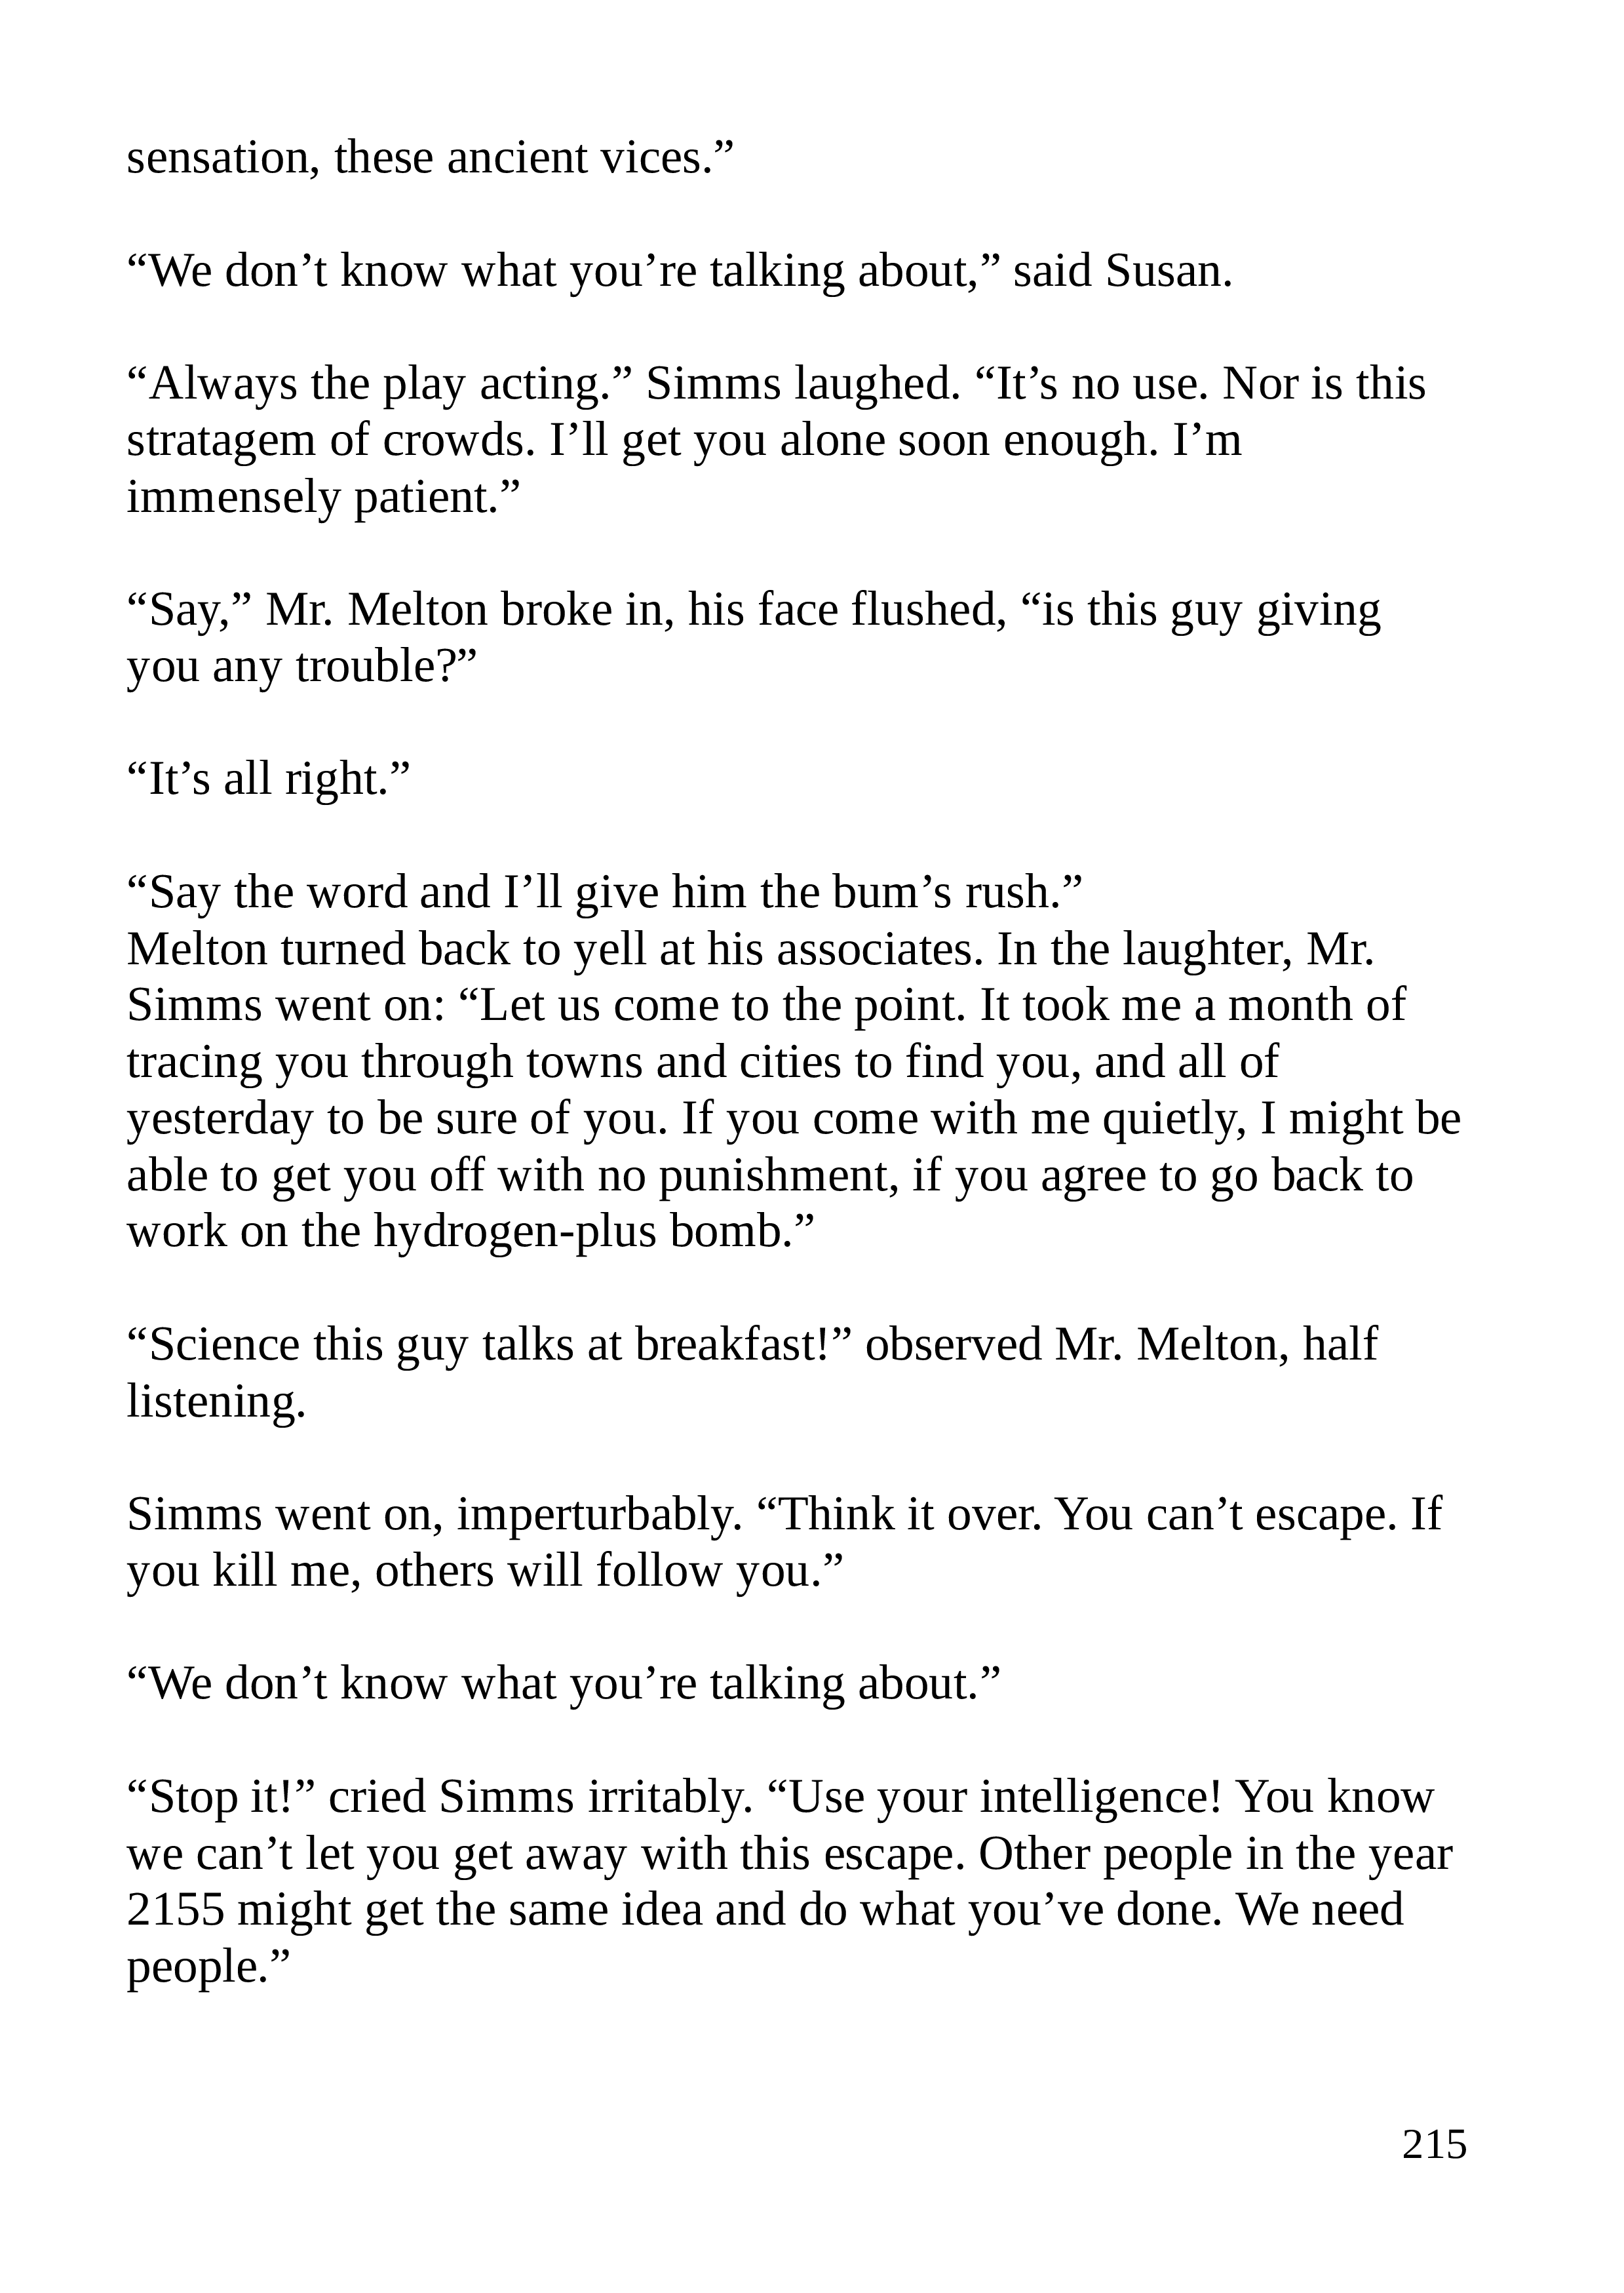 sensation, these ancient vices.”
“We don’t know what you’re talking about,” said Susan.
“Always the play acting.” Simms laughed. “It’s no use. Nor is this
stratagem of crowds. I’ll get you alone soon enough. I’m
immensely patient.”
“Say,” Mr. Melton broke in, his face flushed, “is this guy giving
you any trouble?”
“It’s all right.”
“Say the word and I’ll give him the bum’s rush.”
Melton turned back to yell at his associates. In the laughter, Mr.
Simms went on: “Let us come to the point. It took me a month of
tracing you through towns and cities to find you, and all of
yesterday to be sure of you. If you come with me quietly, I might be
able to get you off with no punishment, if you agree to go back to
work on the hydrogen-plus bomb.”
“Science this guy talks at breakfast!” observed Mr. Melton, half
listening.
Simms went on, imperturbably. “Think it over. You can’t escape. If
you kill me, others will follow you.”
“We don’t know what you’re talking about.”
“Stop it!” cried Simms irritably. “Use your intelligence! You know
we can’t let you get away with this escape. Other people in the year
2155 might get the same idea and do what you’ve done. We need
people.”
215